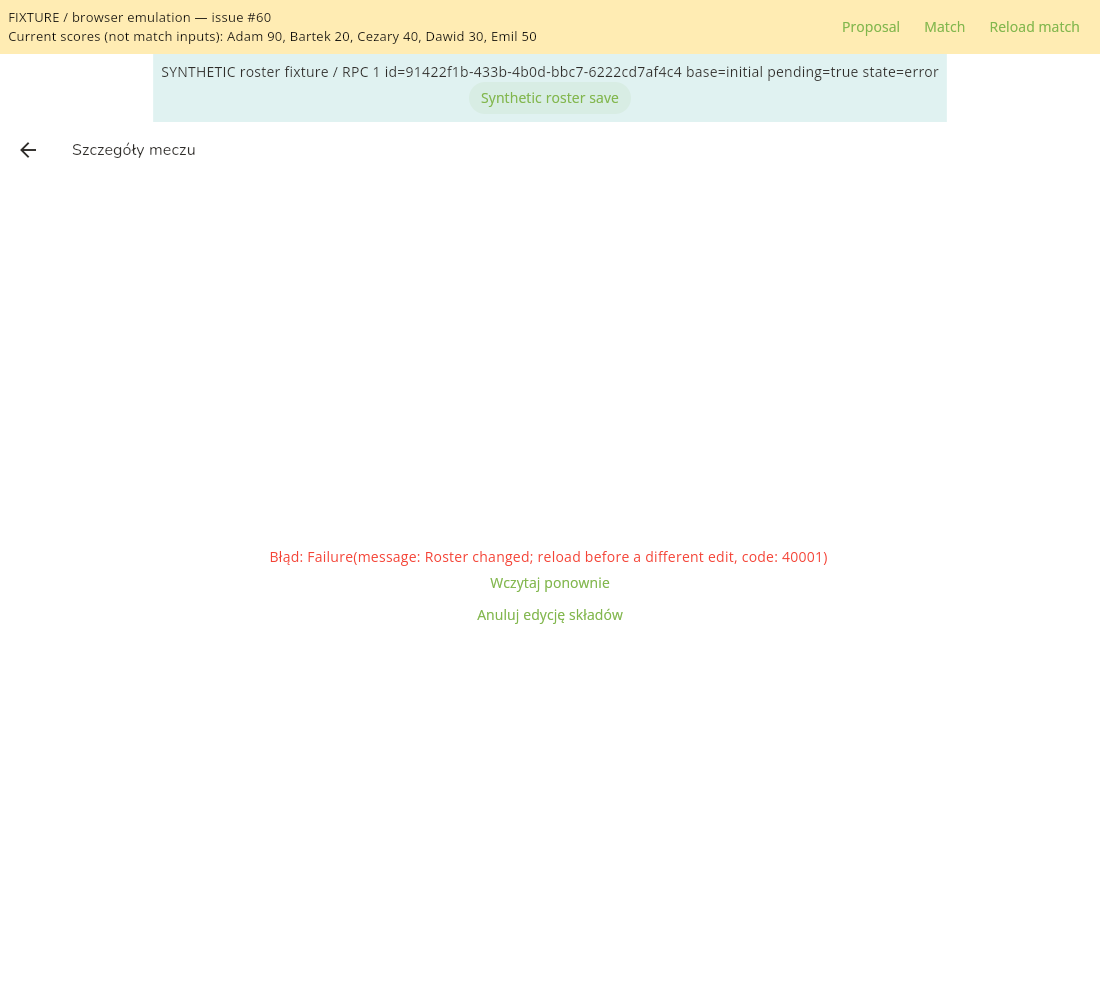 FIXTURE / browser emulation — issue #60
Current scores (not match inputs): Adam 90, Bartek 20, Cezary 40, Dawid 30, Emil 50
Proposal
Match
Reload match
SYNTHETIC roster fixture / RPC 1 id=91422f1b-433b-4b0d-bbc7-6222cd7af4c4 base=initial pending=true state=error
Synthetic roster save
Szczegóły meczu
Błąd: Failure(message: Roster changed; reload before a different edit, code: 40001)
Wczytaj ponownie
Anuluj edycję składów